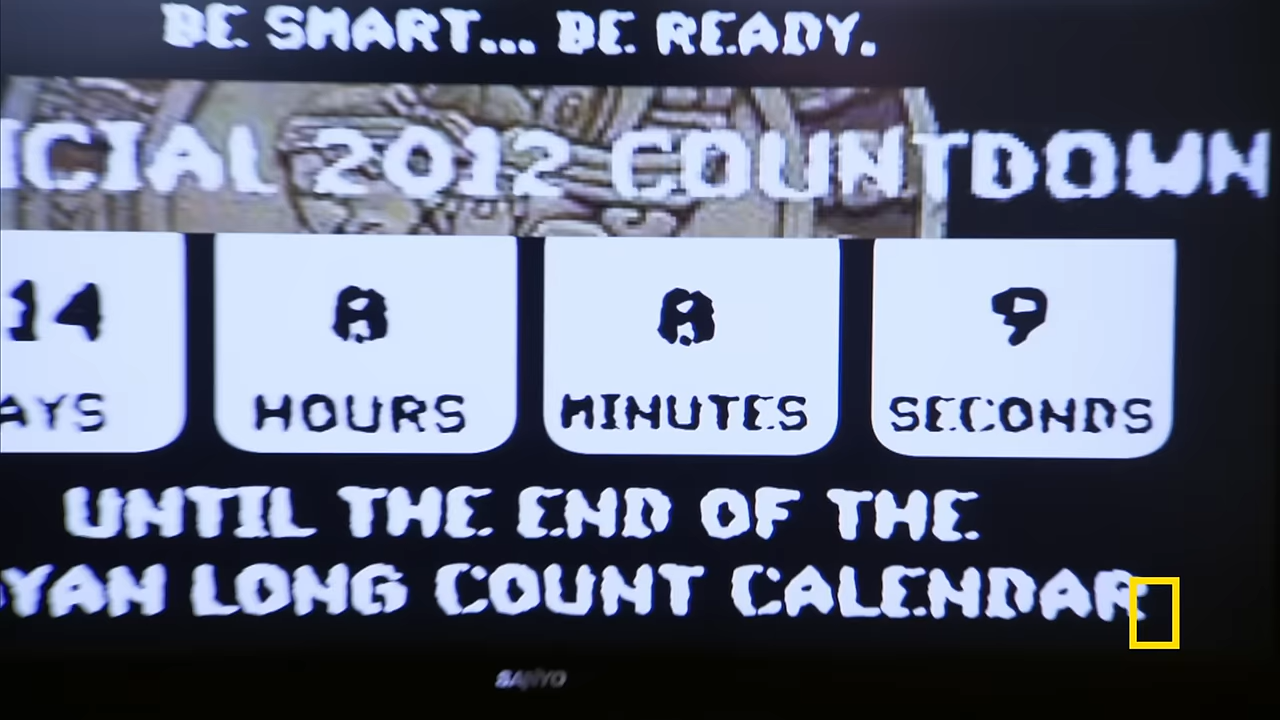 BE SMART... BE READY.
ICIAL 2012 COUNTDOWN
14 8 8 9
AYS HOURS MINUTES SECONDS
UNTIL THE END OF THE
YAN LONG COUNT CALENDAR
SANYO